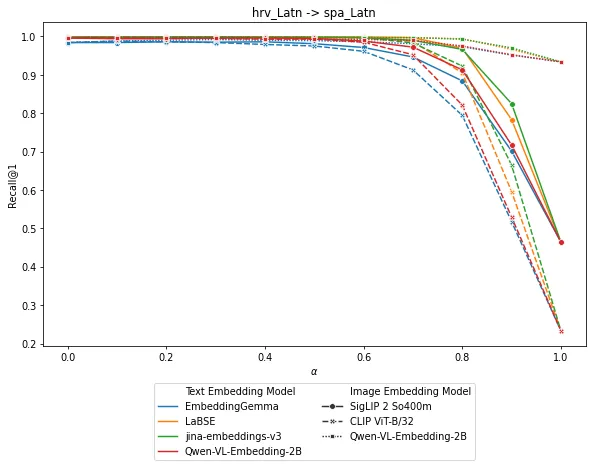 hrv_Latn -> spa_Latn
Recall@1
1.0
0.9
0.8
0.7
0.6
0.5
0.4
0.3
0.2
0.0 0.2 0.4 0.6 0.8 1.0
α
Text Embedding Model Image Embedding Model
EmbeddingGemma SigLIP 2 So400m
LaBSE CLIP ViT-B/32
jina-embeddings-v3 Qwen-VL-Embedding-2B
Qwen-VL-Embedding-2B